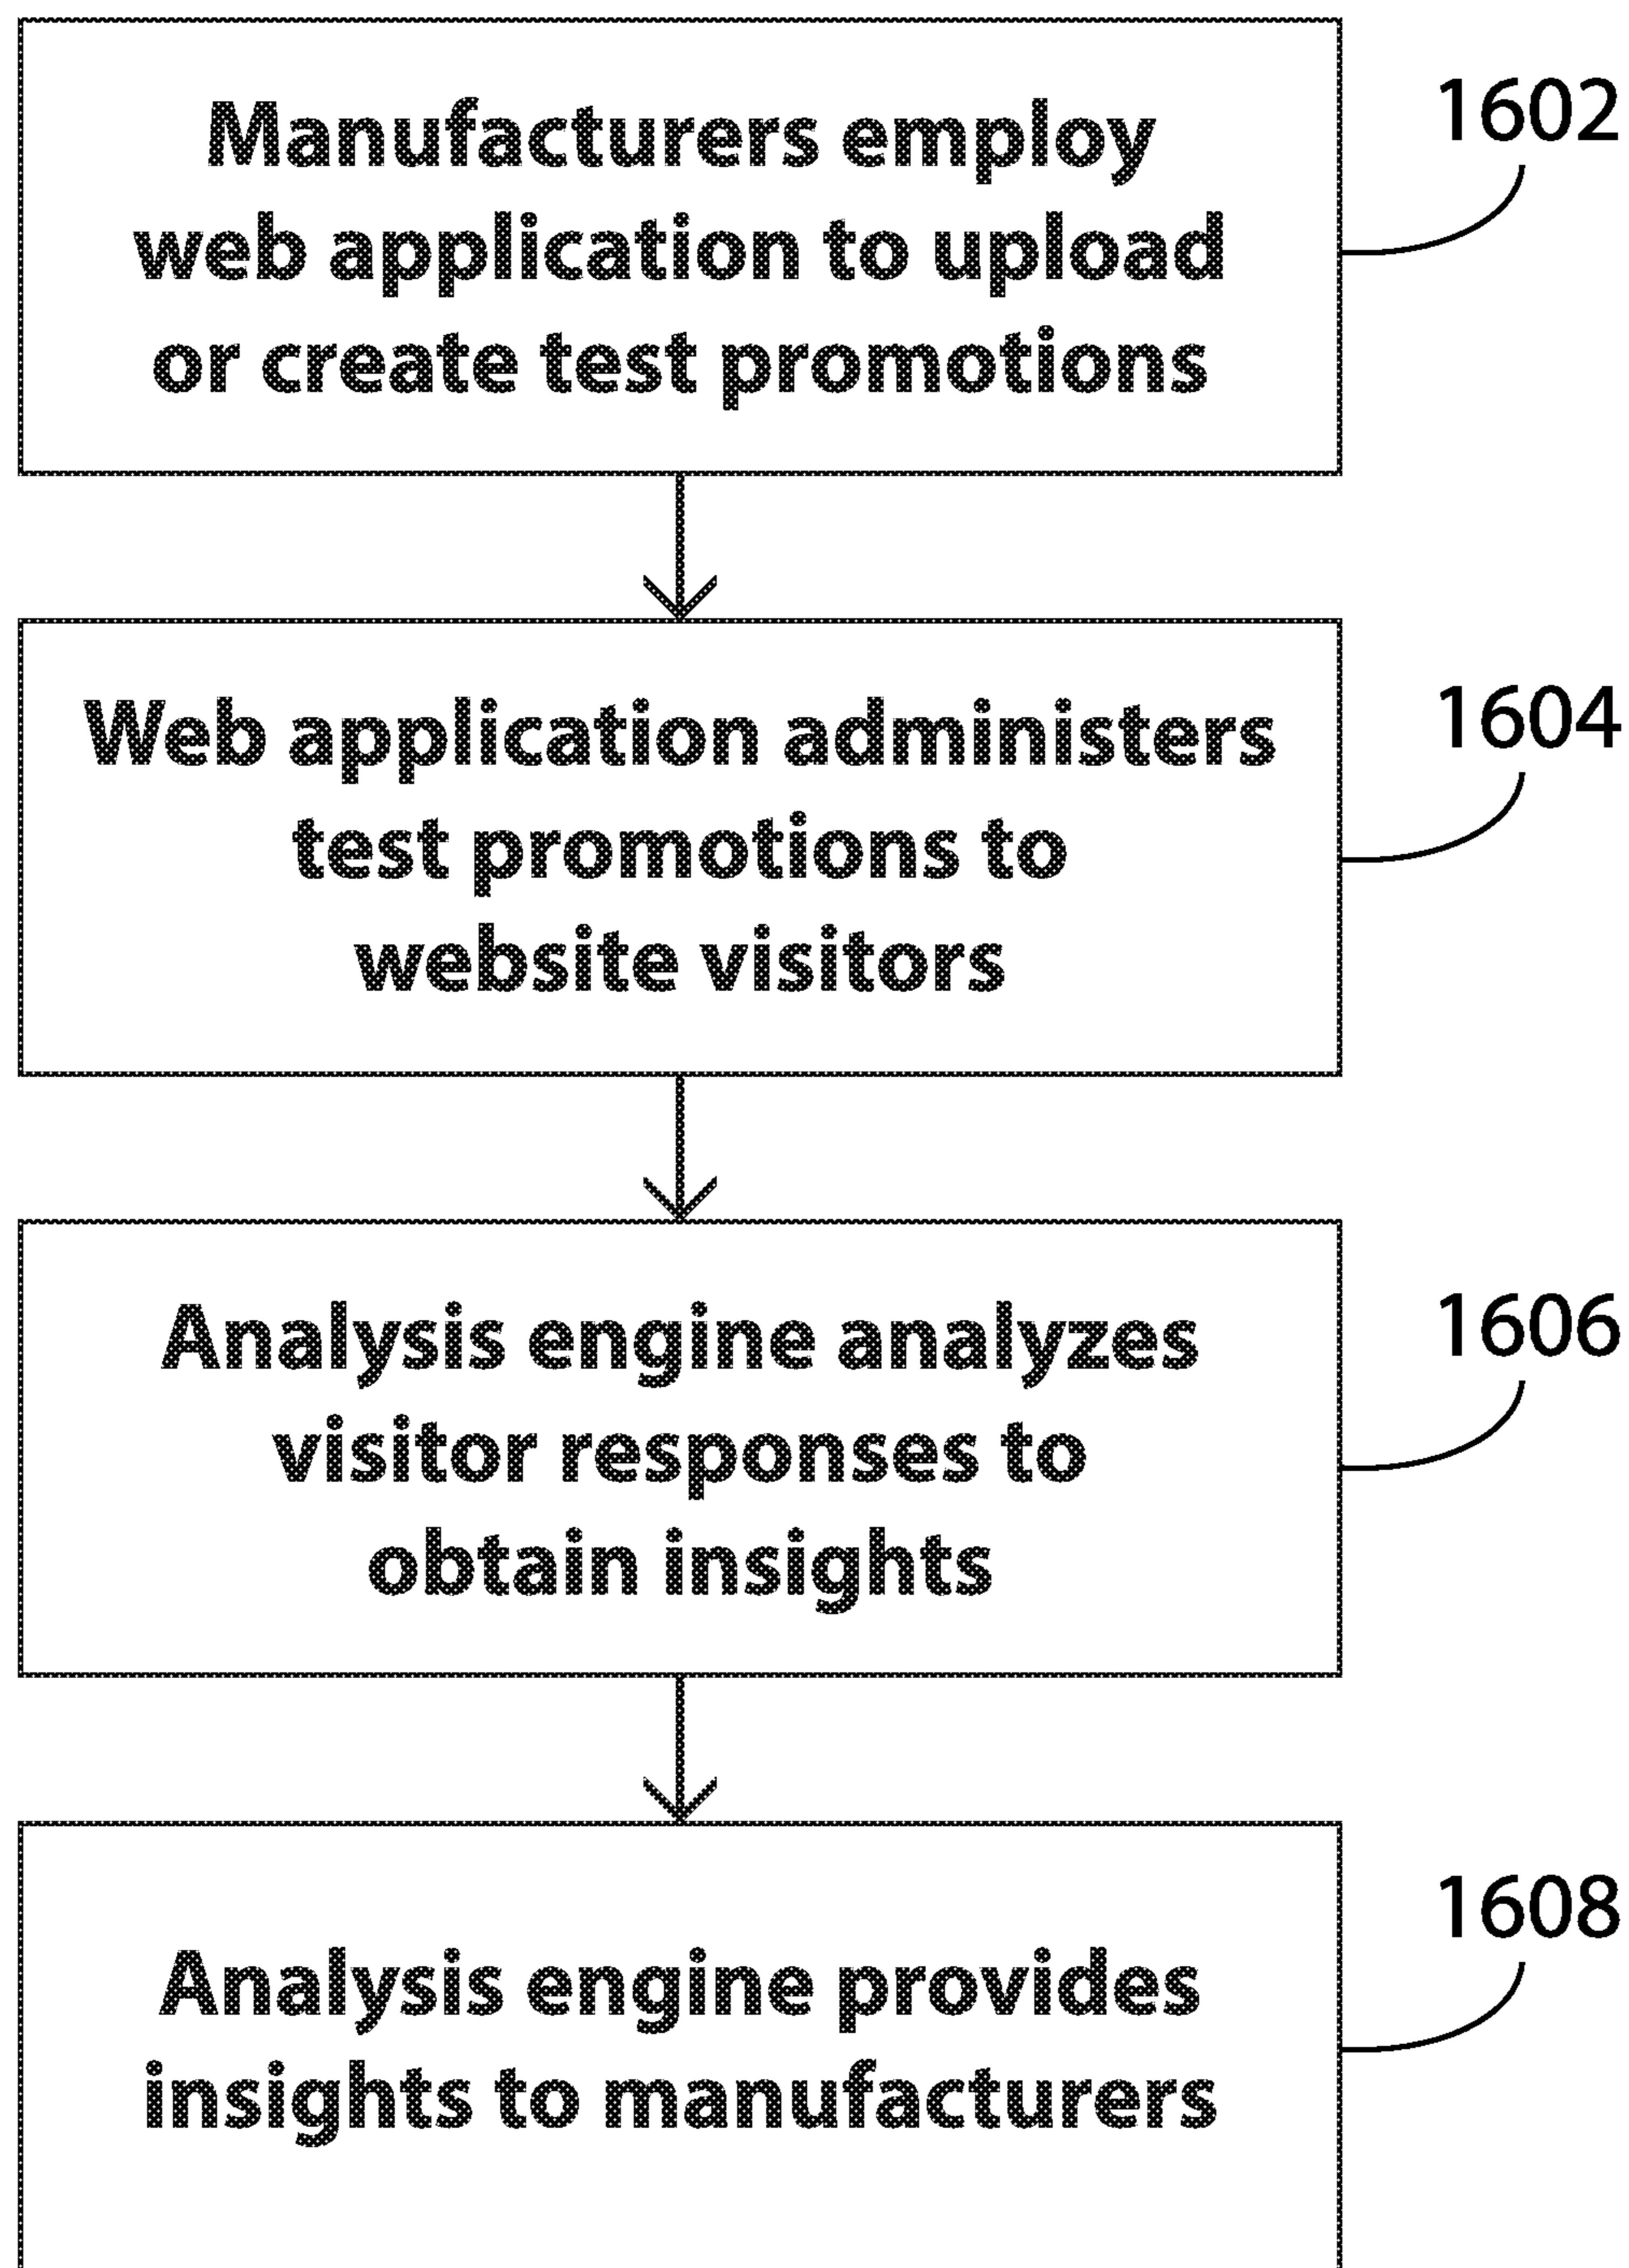 Manufacturers employ
web application to upload
or create test promotions
1602
Web application administers
test promotions to
website visitors
1604
Analysis engine analyzes
visitor responses to
obtain insights
1606
Analysis engine provides
insights to manufacturers
1608